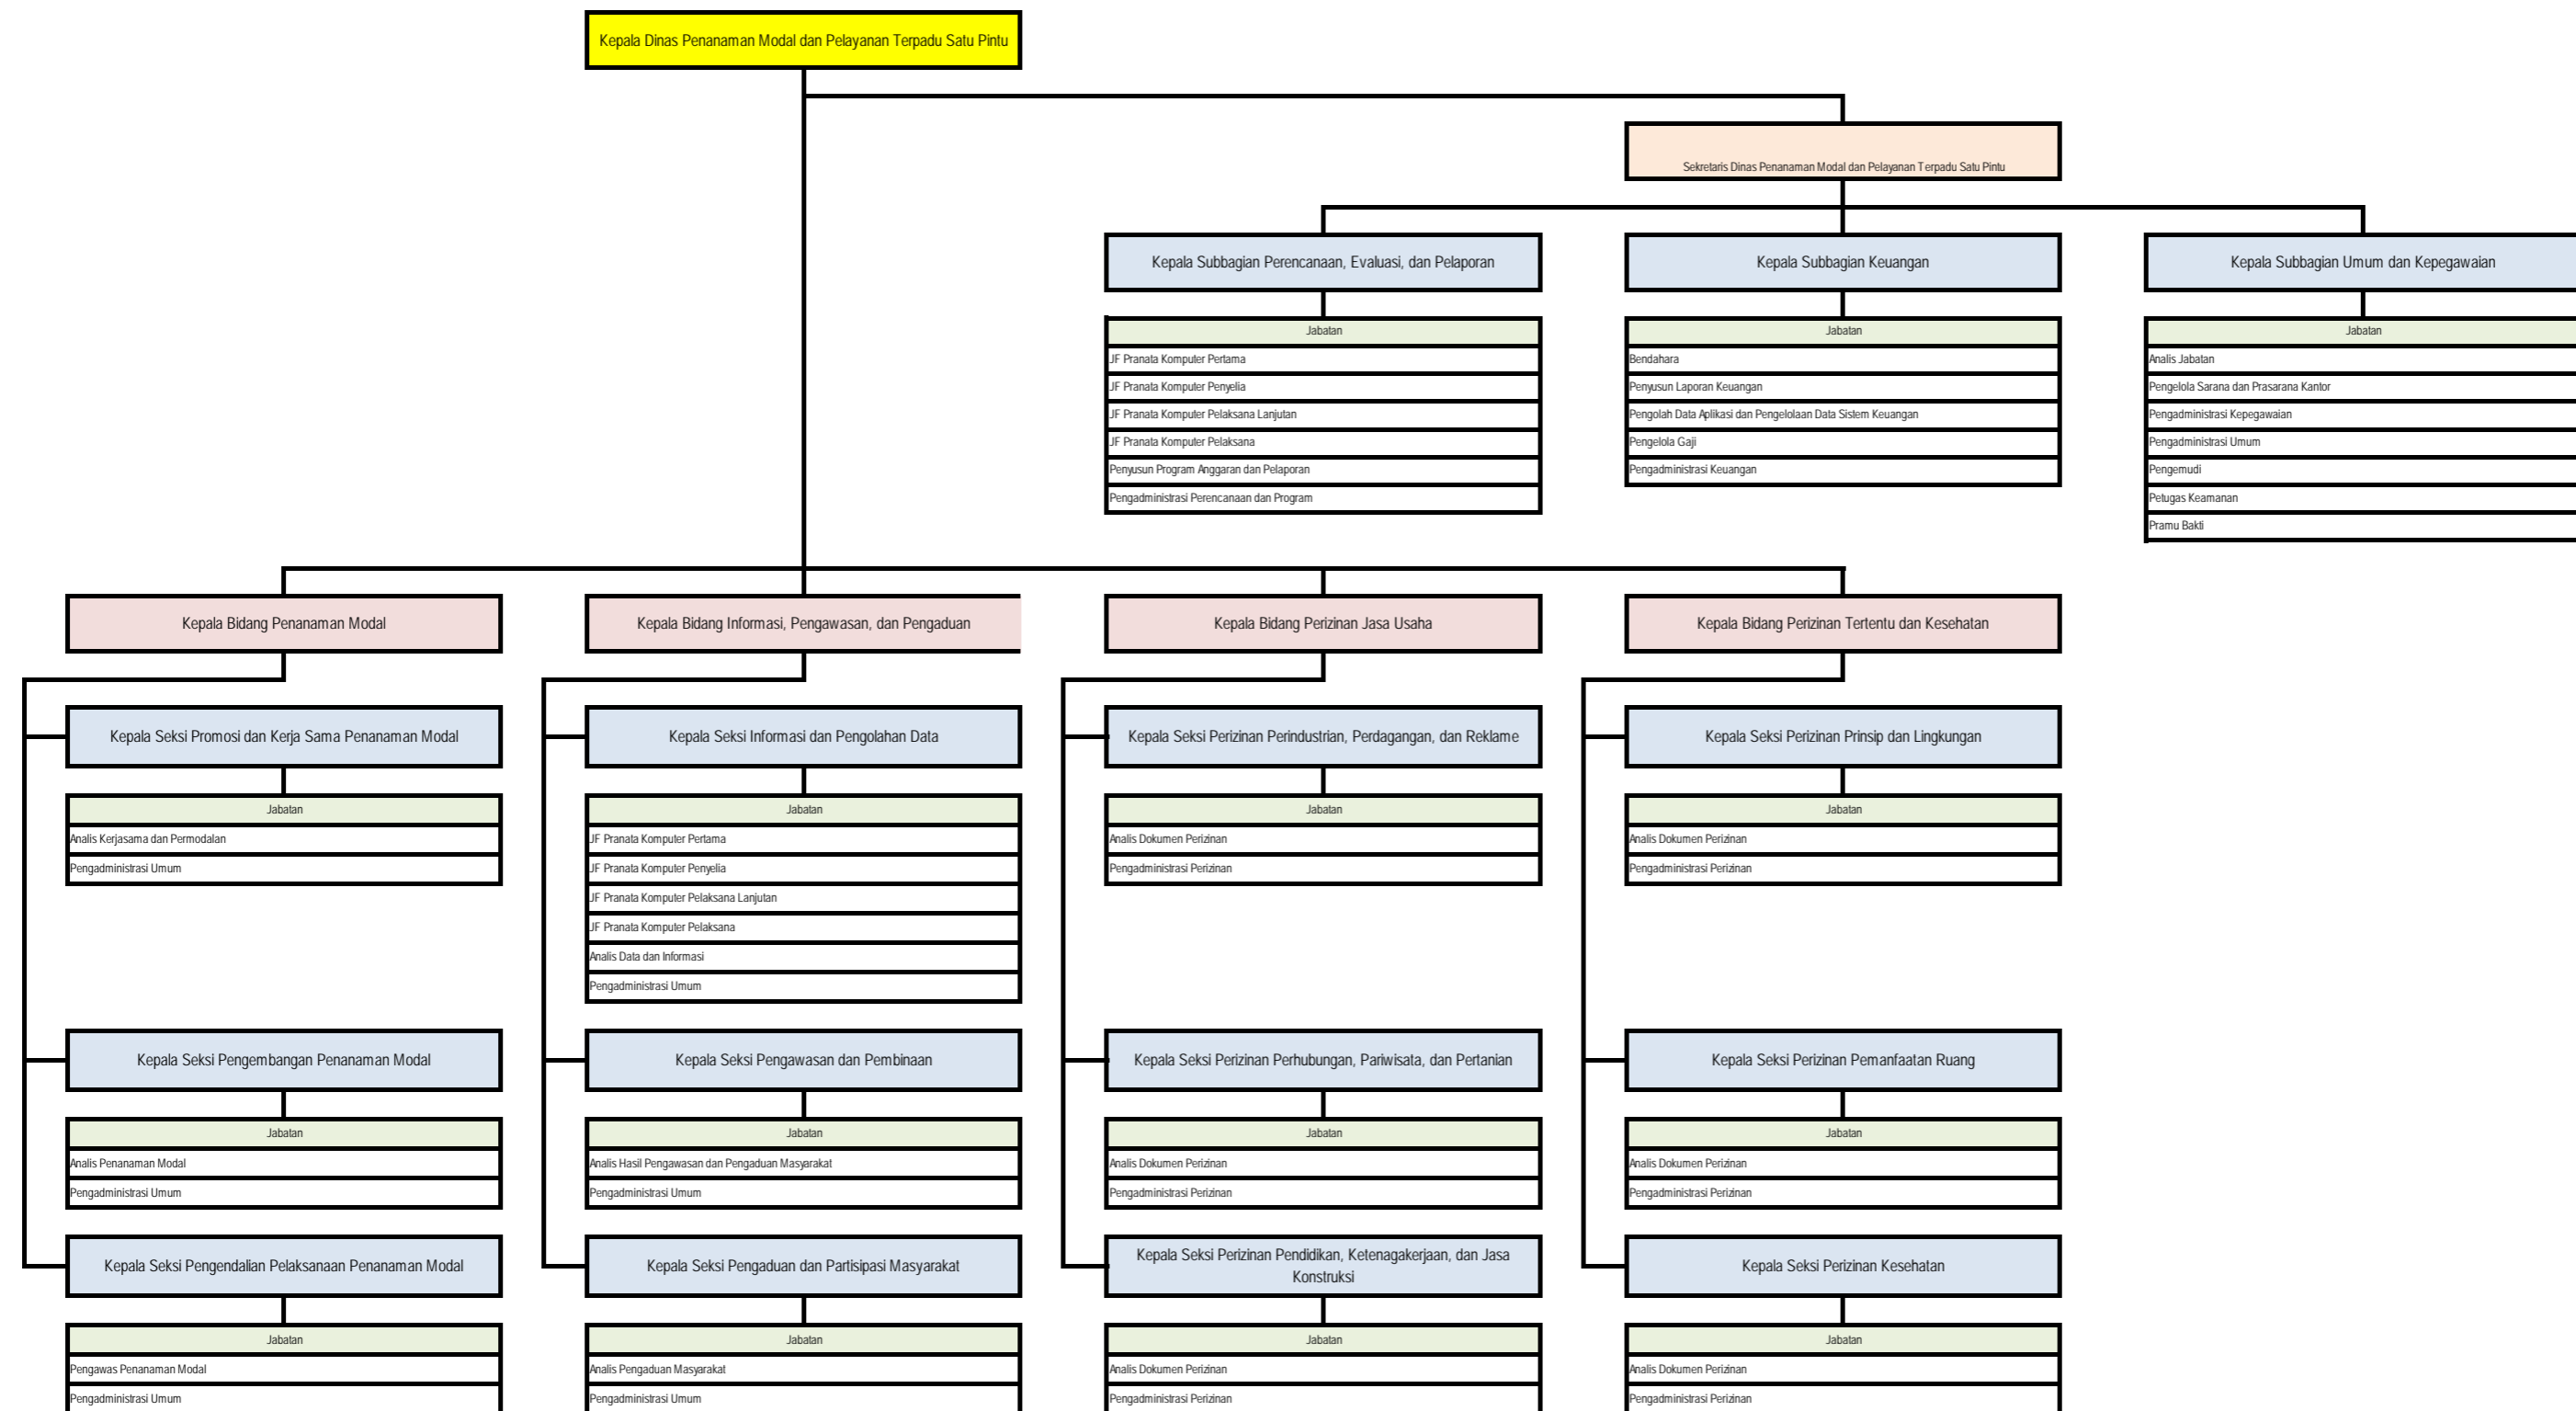 Kepala Dinas Penanaman Modal dan Pelayanan Terpadu Satu Pintu
Sekretaris Dinas Penanaman Modal dan Pelayanan Terpadu Satu Pintu
Kepala Subbagian Perencanaan, Evaluasi, dan Pelaporan
Jabatan
JF Pranata Komputer Pertama
JF Pranata Komputer Penyelia
JF Pranata Komputer Pelaksana Lanjutan
JF Pranata Komputer Pelaksana
Penyusun Program Anggaran dan Pelaporan
Pengadministrasi Perencanaan dan Program
Kepala Subbagian Keuangan
Jabatan
Bendahara
Penyusun Laporan Keuangan
Pengolah Data Aplikasi dan Pengelolaan Data Sistem Keuangan
Pengelola Gaji
Pengadministrasi Keuangan
Kepala Subbagian Umum dan Kepegawaian
Jabatan
Analis Jabatan
Pengelola Sarana dan Prasarana Kantor
Pengadministrasi Kepegawaian
Pengadministrasi Umum
Pengemudi
Petugas Keamanan
Pramu Bakti
Kepala Bidang Penanaman Modal
Kepala Seksi Promosi dan Kerja Sama Penanaman Modal
Jabatan
Analis Kerjasama dan Permodalan
Pengadministrasi Umum
Kepala Seksi Pengembangan Penanaman Modal
Jabatan
Analis Penanaman Modal
Pengadministrasi Umum
Kepala Seksi Pengendalian Pelaksanaan Penanaman Modal
Jabatan
Pengawas Penanaman Modal
Pengadministrasi Umum
Kepala Bidang Informasi, Pengawasan, dan Pengaduan
Kepala Seksi Informasi dan Pengolahan Data
Jabatan
JF Pranata Komputer Pertama
JF Pranata Komputer Penyelia
JF Pranata Komputer Pelaksana Lanjutan
JF Pranata Komputer Pelaksana
Analis Data dan Informasi
Pengadministrasi Umum
Kepala Seksi Pengawasan dan Pembinaan
Jabatan
Analis Hasil Pengawasan dan Pengaduan Masyarakat
Pengadministrasi Umum
Kepala Seksi Pengaduan dan Partisipasi Masyarakat
Jabatan
Analis Pengaduan Masyarakat
Pengadministrasi Umum
Kepala Bidang Perizinan Jasa Usaha
Kepala Seksi Perizinan Perindustrian, Perdagangan, dan Reklame
Jabatan
Analis Dokumen Perizinan
Pengadministrasi Perizinan
Kepala Seksi Perizinan Perhubungan, Pariwisata, dan Pertanian
Jabatan
Analis Dokumen Perizinan
Pengadministrasi Perizinan
Kepala Seksi Perizinan Pendidikan, Ketenagakerjaan, dan Jasa
Konstruksi
Jabatan
Analis Dokumen Perizinan
Pengadministrasi Perizinan
Kepala Bidang Perizinan Tertentu dan Kesehatan
Kepala Seksi Perizinan Prinsip dan Lingkungan
Jabatan
Analis Dokumen Perizinan
Pengadministrasi Perizinan
Kepala Seksi Perizinan Pemanfaatan Ruang
Jabatan
Analis Dokumen Perizinan
Pengadministrasi Perizinan
Kepala Seksi Perizinan Kesehatan
Jabatan
Analis Dokumen Perizinan
Pengadministrasi Perizinan